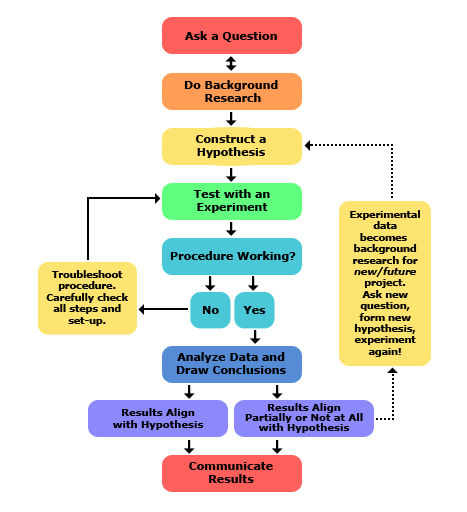 Ask a Question
Do Background
Research
Construct a
Hypothesis
Test with an
Experiment
Procedure Working?
No
Yes
Troubleshoot
procedure.
Carefully check
all steps and
set-up.
Analyze Data and
Draw Conclusions
Results Align
with Hypothesis
Results Align
Partially or Not at All
with Hypothesis
Experimental
data
becomes
background
research for
new/future
project.
Ask new
question,
form new
hypothesis,
experiment
again!
Communicate
Results